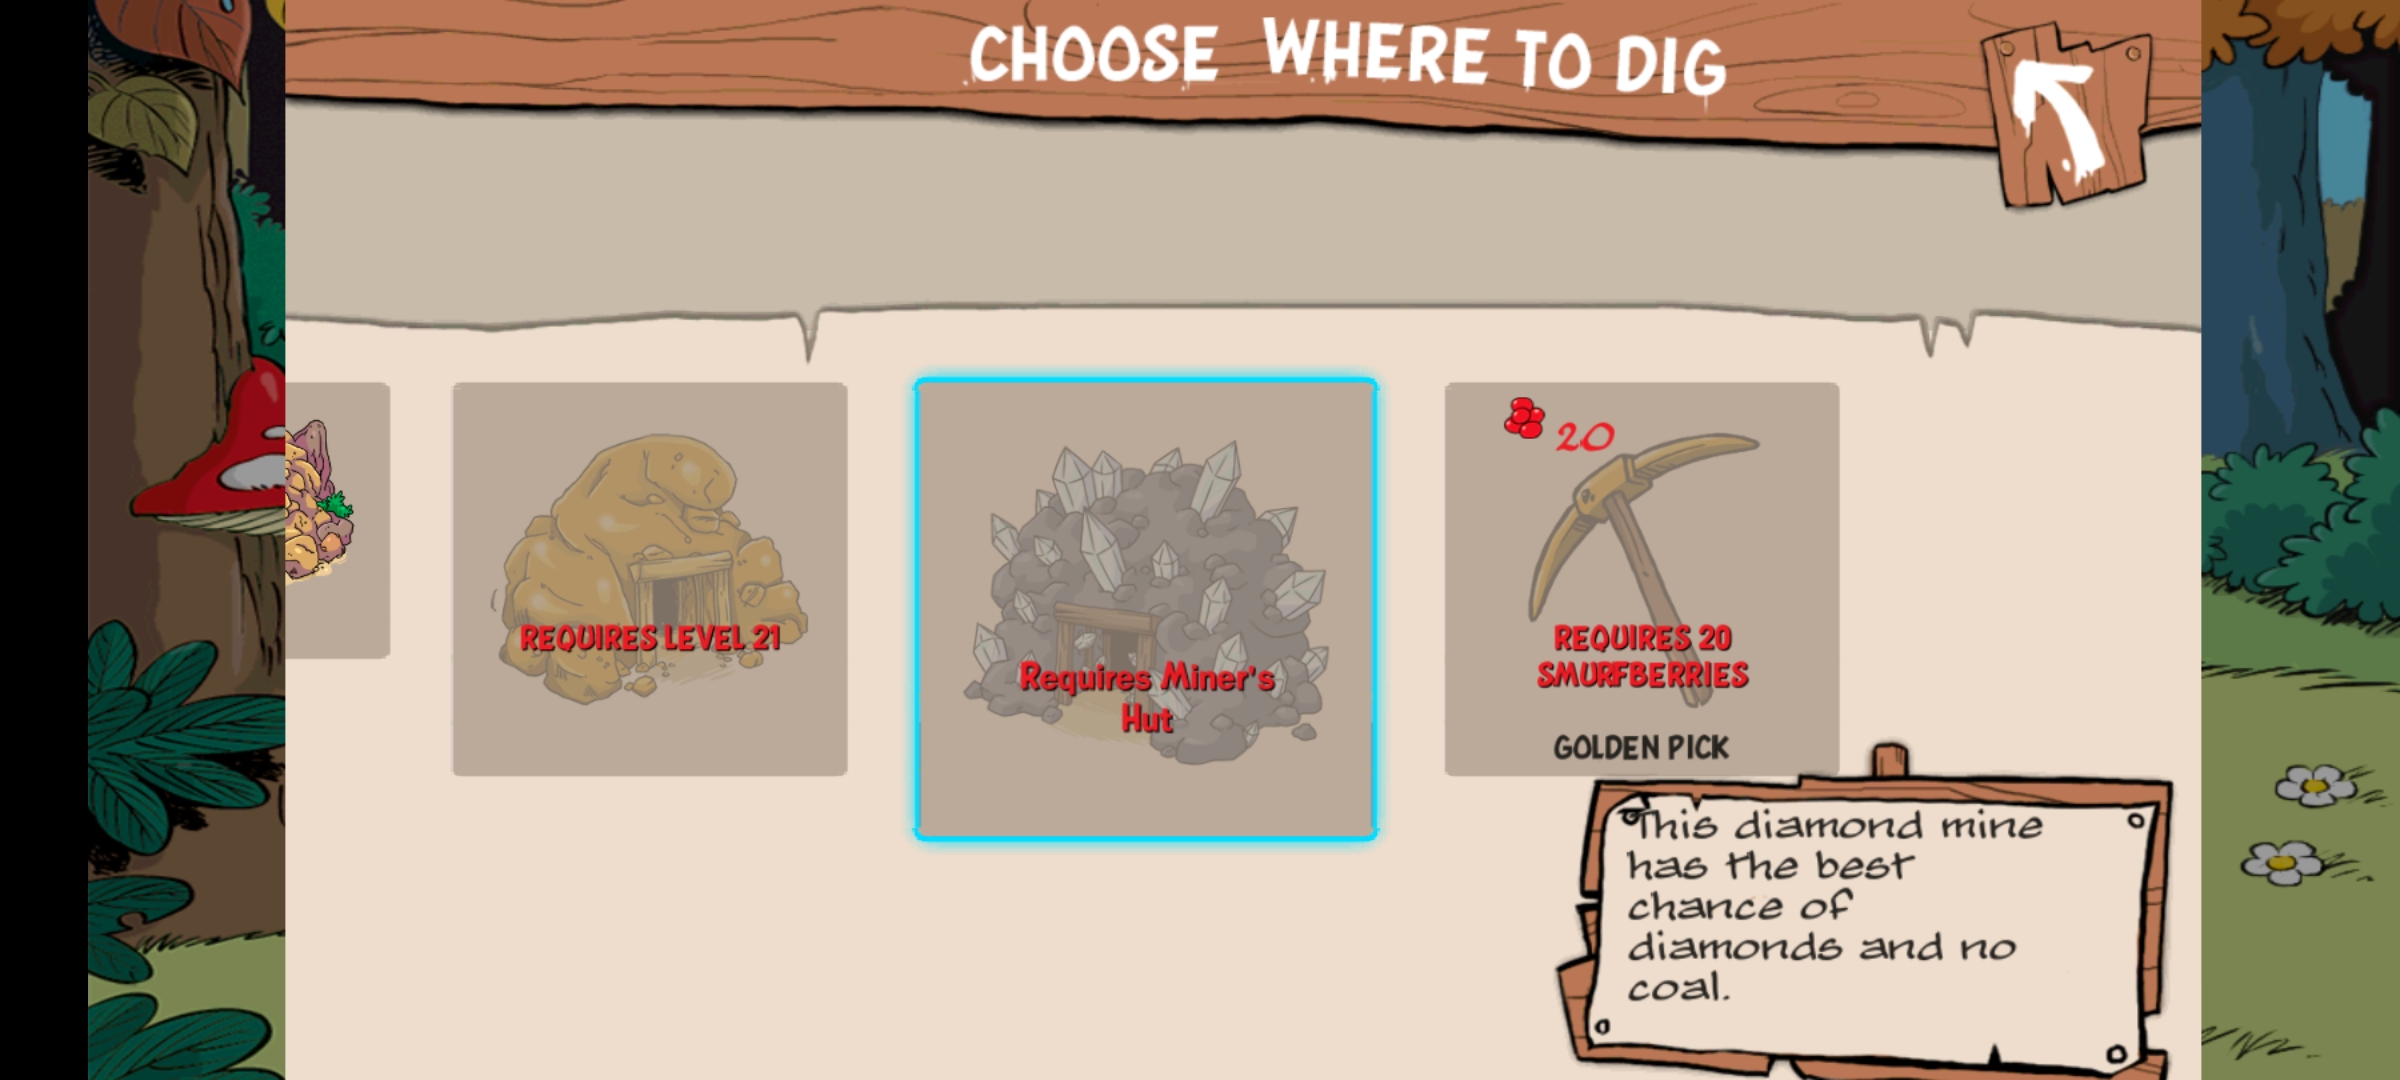 CHOOSE WHERE TO DIG
REQUIRES LEVEL 21
Requires Miner's
Hut
20
REQUIRES 20
SMURFBERRIES
GOLDEN PICK
This diamond mine
has the best
chance of
diamonds and no
coal.